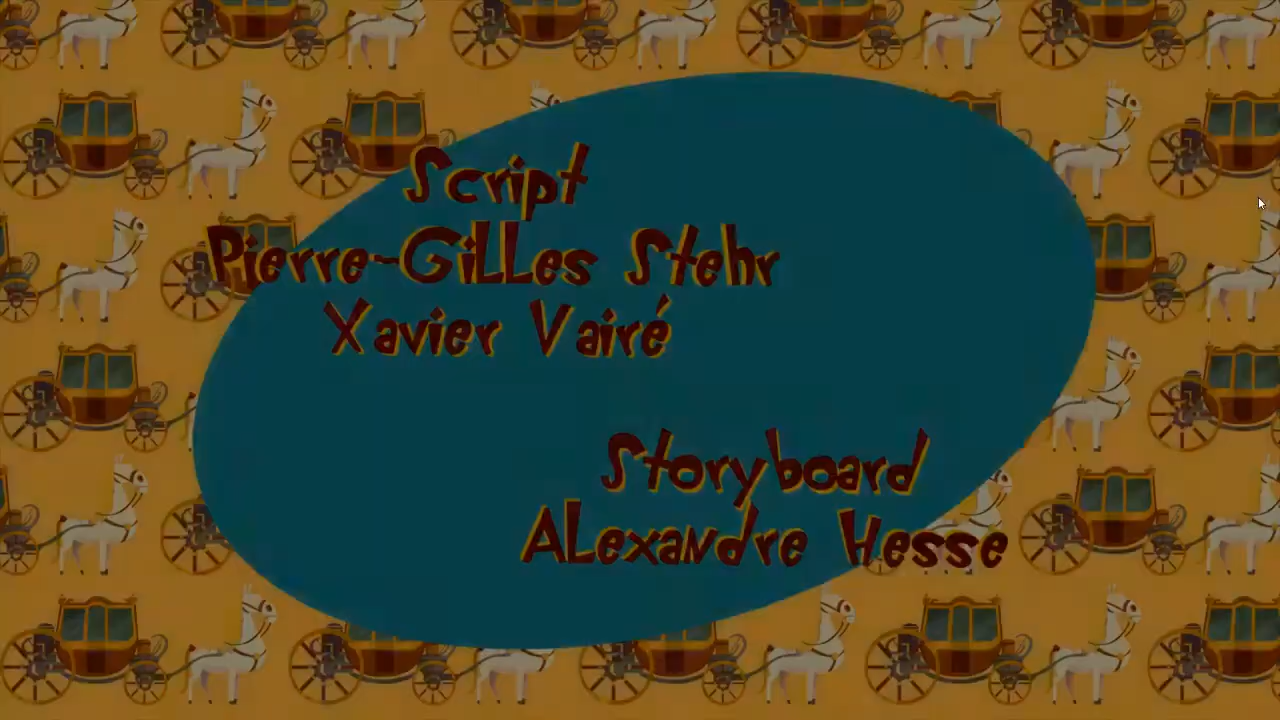 Script
Pierre-Gilles Stehr
Xavier Vairé
Storyboard
Alexandre Hesse